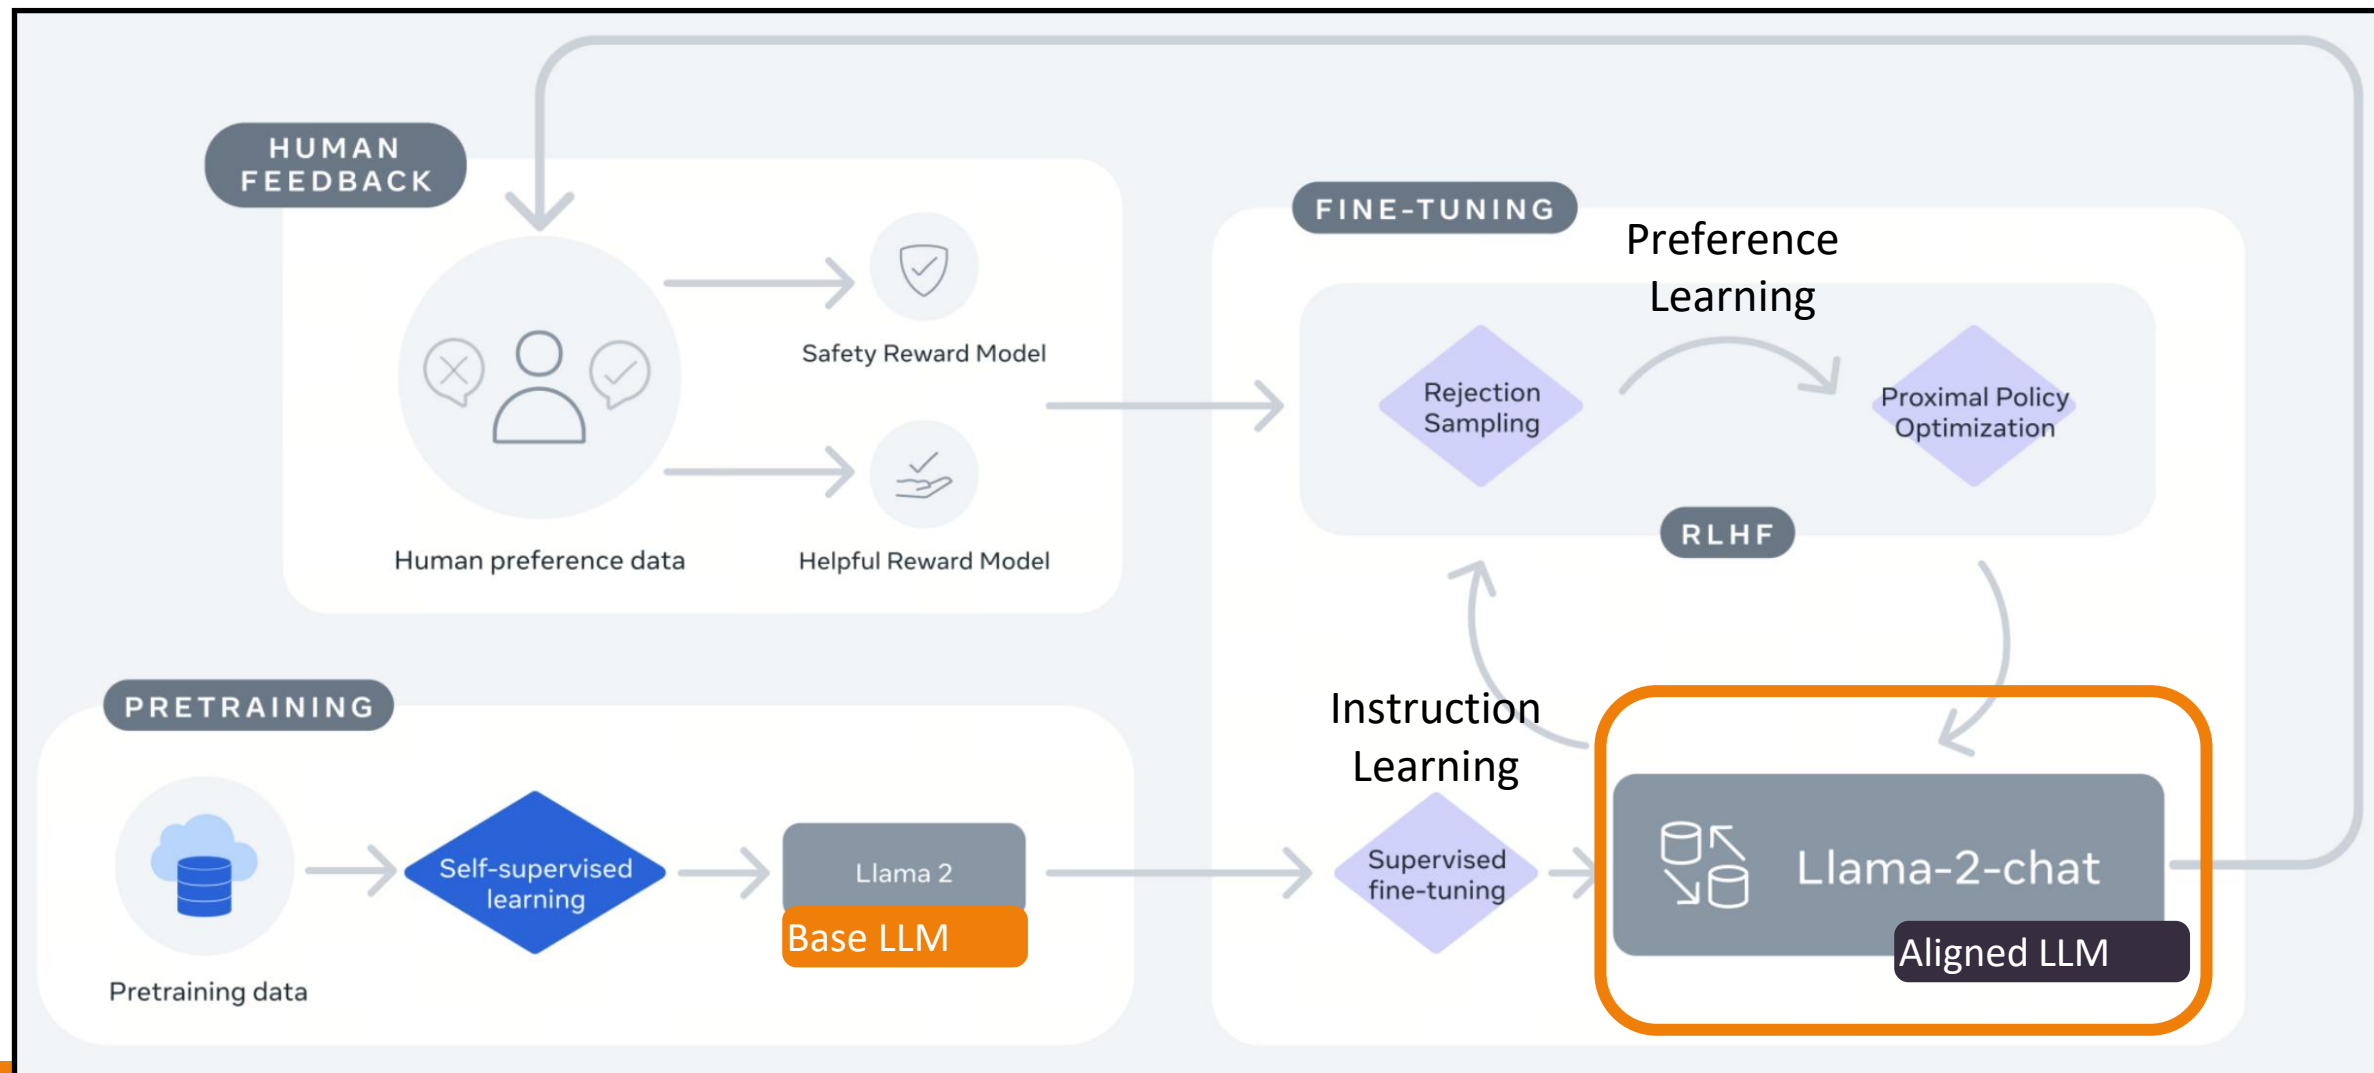 HUMAN
FEEDBACK
Safety Reward Model
Human preference data
Helpful Reward Model
FINE-TUNING
Preference
Learning
Rejection
Sampling
Proximal Policy
Optimization
RLHF
PRETRAINING
Pretraining data
Self-supervised
learning
Llama 2
Base LLM
Instruction
Learning
Supervised
fine-tuning
Llama-2-chat
Aligned LLM